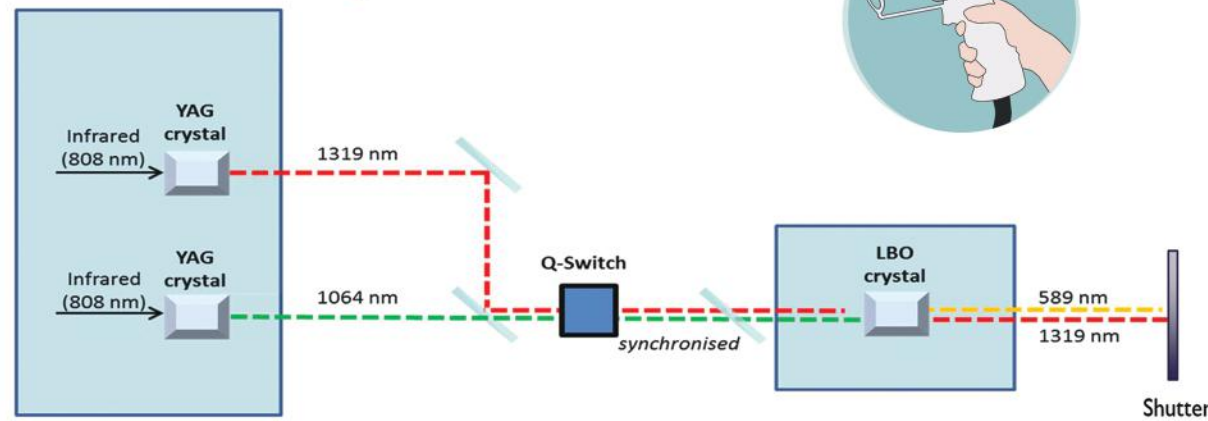 YAG
crystal
Infrared
(808 nm)
1319 nm
YAG
crystal
Infrared
(808 nm)
1064 nm
Q-Switch
synchronised
LBO
crystal
589 nm
1319 nm
Shutter